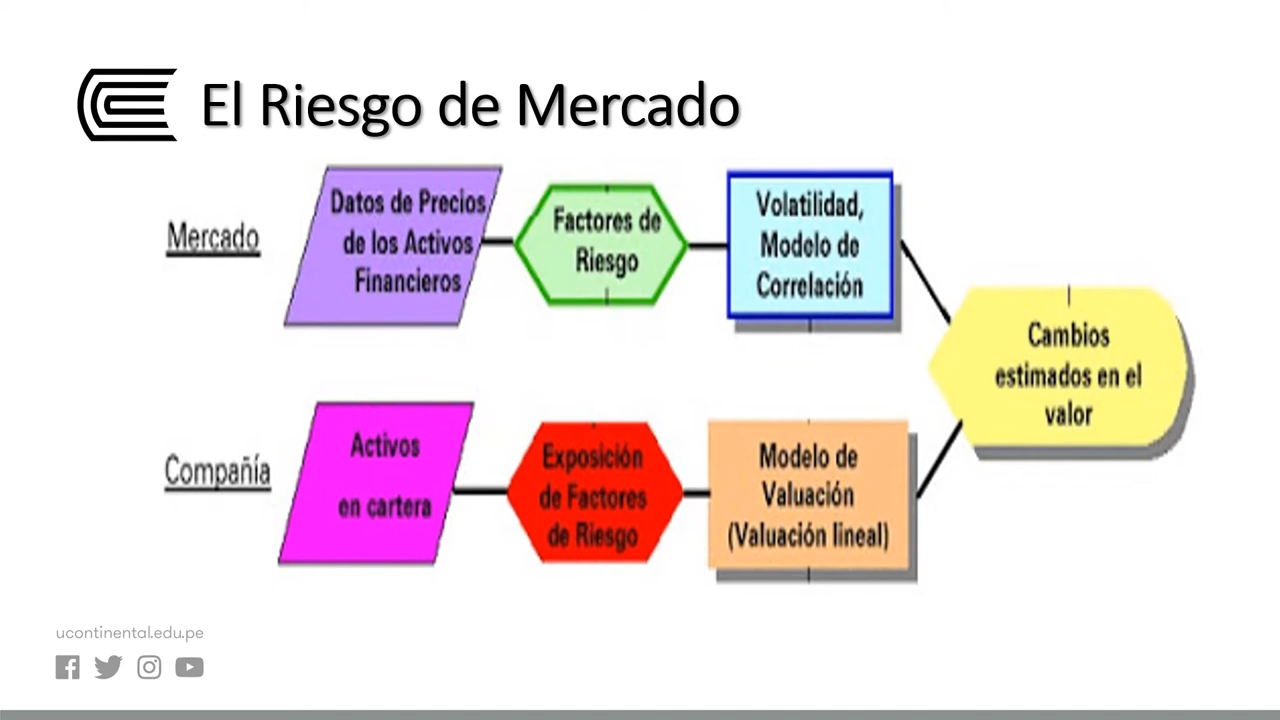 El Riesgo de Mercado
Mercado
Datos de Precios
de los Activos
Financieros
Factores de
Riesgo
Volatilidad,
Modelo de
Correlación
Cambios
estimados en el
valor
Compañía
Activos
en cartera
Exposición
de Factores
de Riesgo
Modelo de
Valuación
(Valuación lineal)
ucontinental.edu.pe